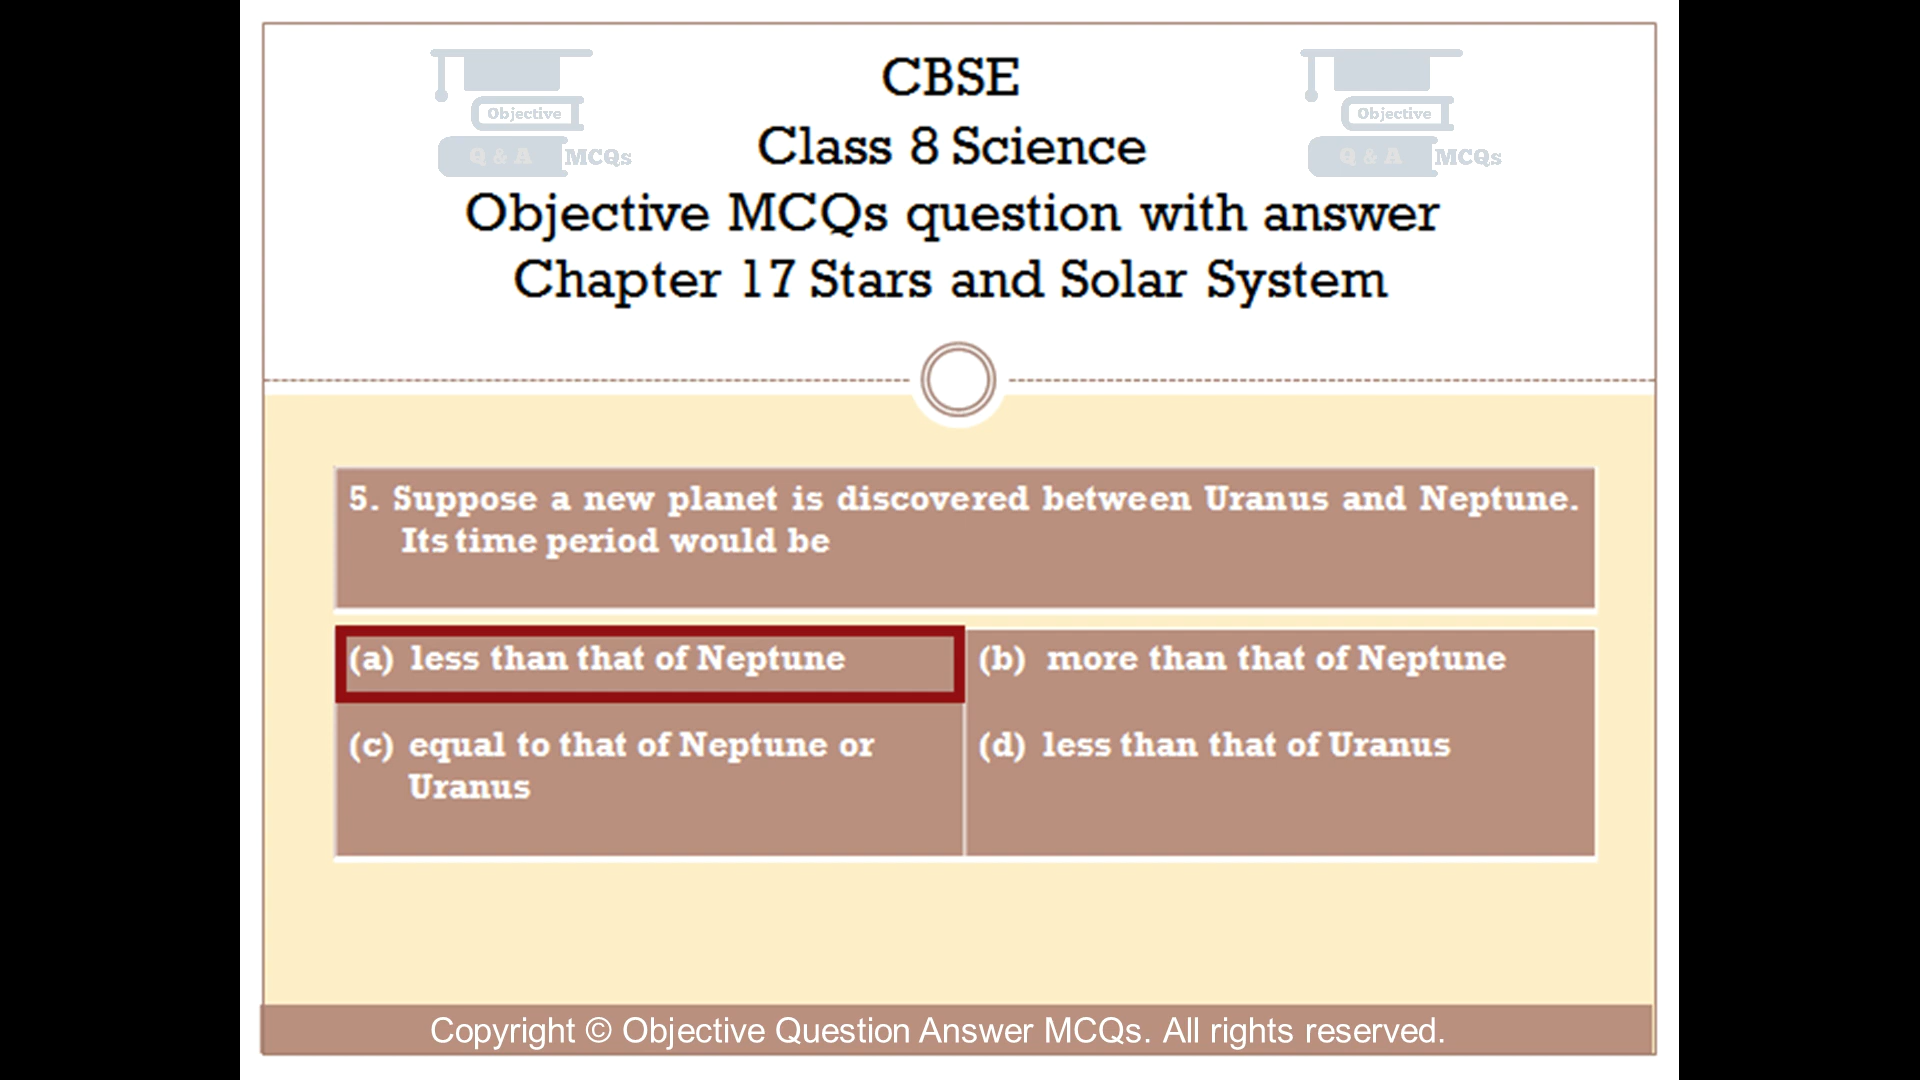 CBSE
Class 8 Science
Objective MCQs question with answer
Chapter 17 Stars and Solar System
Objective
Q & A MCQs
Objective
Q & A MCQs
5. Suppose a new planet is discovered between Uranus and Neptune.
Its time period would be
(a) less than that of Neptune
(b) more than that of Neptune
(c) equal to that of Neptune or
Uranus
(d) less than that of Uranus
Copyright © Objective Question Answer MCQs. All rights reserved.